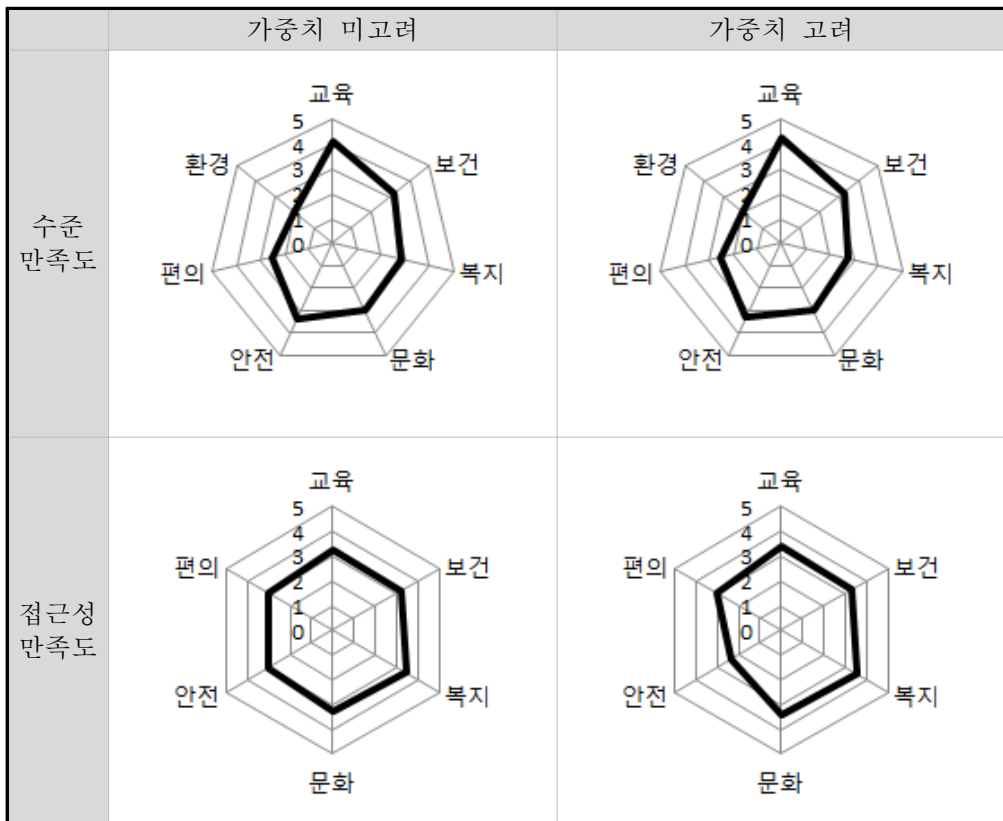 가중치 미고려
가중치 고려
수준
만족도
교육
보건
복지
문화
안전
편의
환경
5
4
3
2
1
0
교육
보건
복지
문화
안전
편의
환경
5
4
3
2
1
0
접근성
만족도
교육
보건
복지
문화
안전
편의
5
4
3
2
1
0
교육
보건
복지
문화
안전
편의
5
4
3
2
1
0